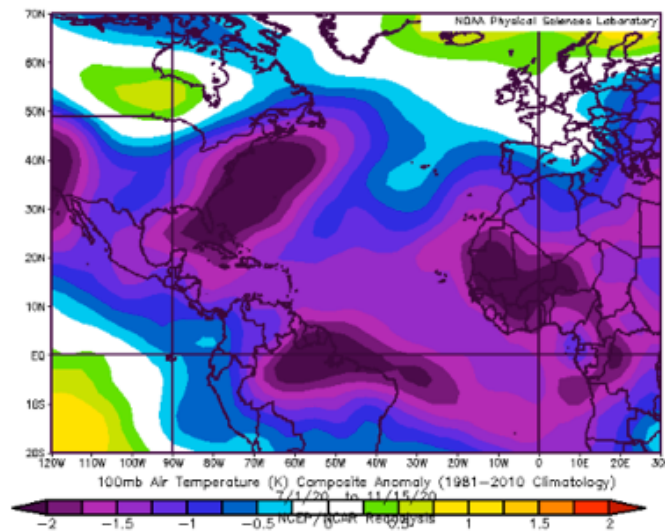 NOAA Physical Sciences Laboratory
70N
60N
50N
40N
30N
20N
10N
EQ
10S
20S
120W 110W 100W 90W 80W 70W 60W 50W 40W 30W 20W 10W 0 10E 20E 30E
100mb Air Temperature (K) Composite Anomaly (1981-2010 Climatology)
7/1/20 to 11/15/20
NCEP/NCAR Reanalysis
-2 -1.5 -1 -0.5 0 0.5 1 1.5 2